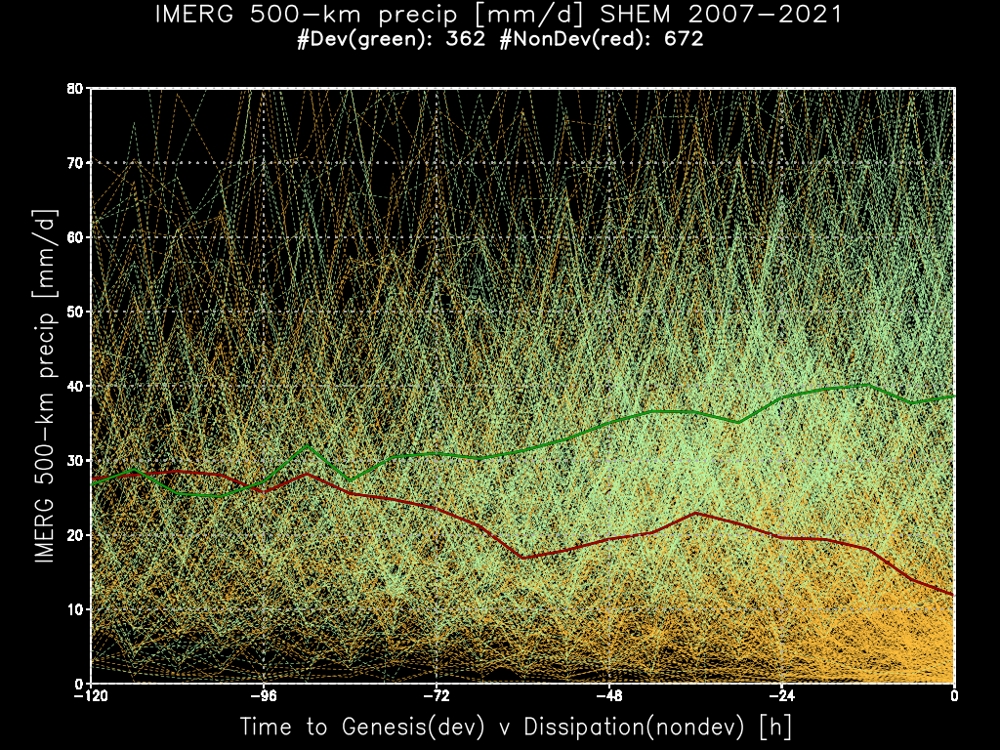 IMERG 500-km precip [mm/d] SHEM 2007-2021
#Dev(green): 362 #NonDev(red): 672
80
70
60
50
40
30
20
10
0
IMERG 500-km precip [mm/d]
-120 -96 -72 -48 -24 0
Time to Genesis(dev) v Dissipation(nondev) [h]